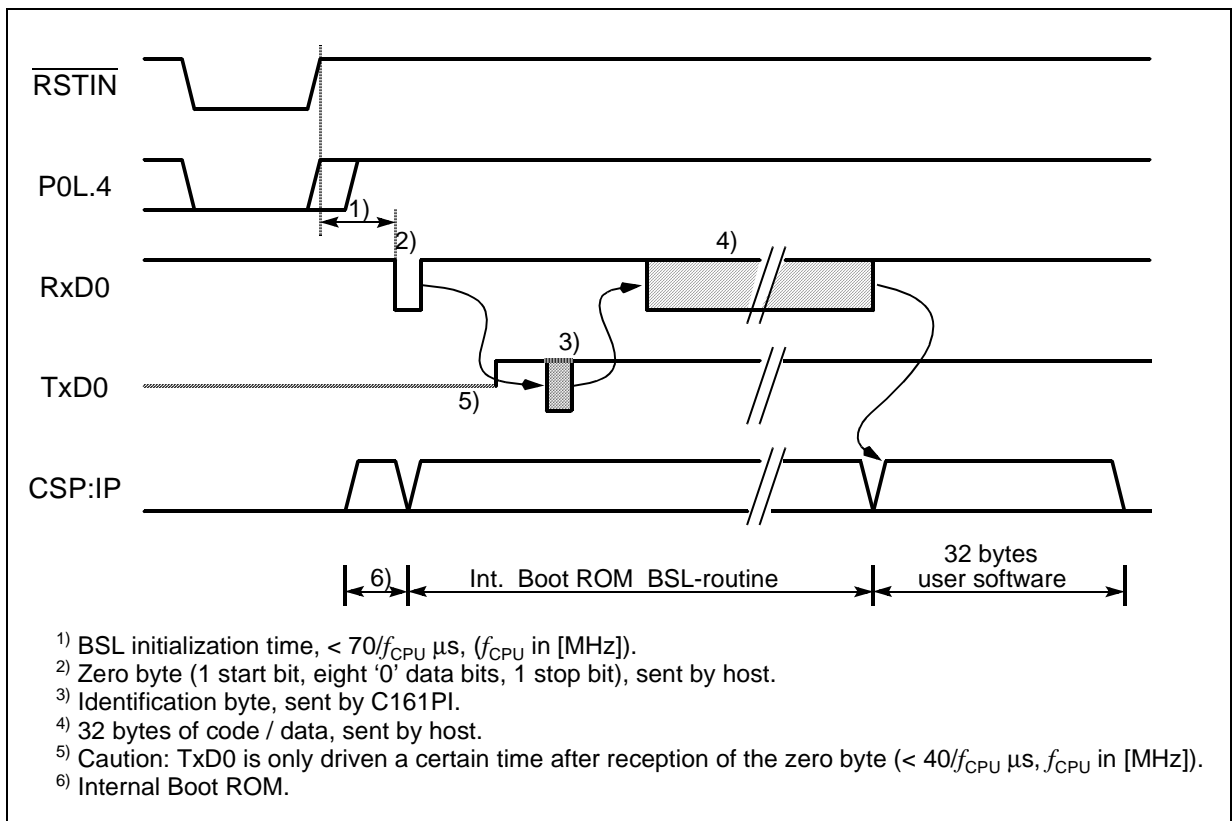 RSTIN
P0L.4
1)
2)
4)
RxD0
3)
TxD0
5)
CSP:IP
32 bytes
6)
Int. Boot ROM BSL-routine
user software
1) BSL initialization time, < 70/fCPU µs, (fCPU in [MHz]).
2) Zero byte (1 start bit, eight ‘0’ data bits, 1 stop bit), sent by host.
3) Identification byte, sent by C161PI.
4) 32 bytes of code / data, sent by host.
5) Caution: TxD0 is only driven a certain time after reception of the zero byte (< 40/fCPU µs, fCPU in [MHz]).
6) Internal Boot ROM.